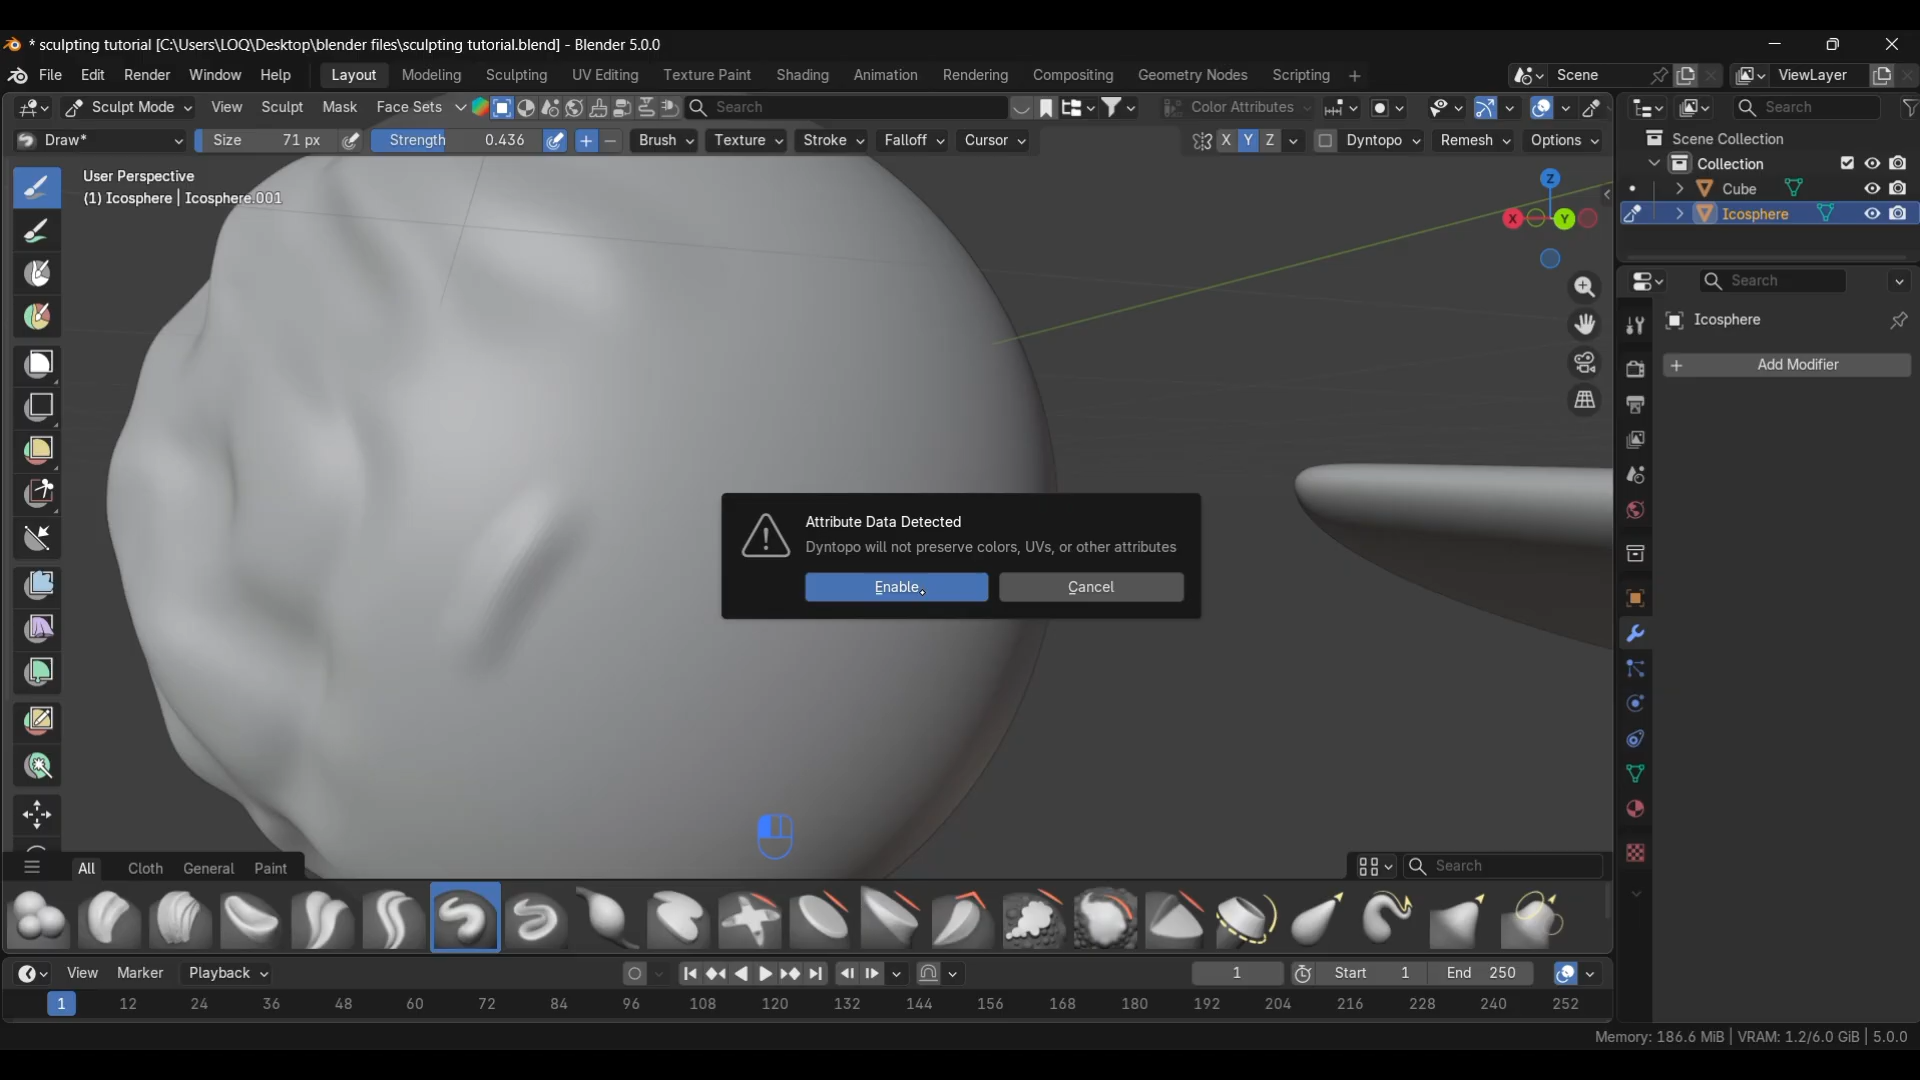 * sculpting tutorial [C:\Users\LOQ\Desktop\blender files\sculpting tutorial.blend] - Blender 5.0.0
File Edit Render Window Help Layout Modeling Sculpting UV Editing Texture Paint Shading Animation Rendering Compositing Geometry Nodes Scripting + Scene ViewLayer
Sculpt Mode View Sculpt Mask Face Sets Search Color Attributes Search
Draw* Size 71 px Strength 0.436 Brush Texture Stroke Falloff Cursor X Y Z Dyntopo Remesh Options
Scene Collection
Collection
Cube
Icosphere
User Perspective
(1) Icosphere | Icosphere.001
Z
X Y
Search
Icosphere
+ Add Modifier
Attribute Data Detected
Dyntopo will not preserve colors, UVs, or other attributes
Enable Cancel
All Cloth General Paint Search
View Marker Playback 1 Start 1 End 250
1 12 24 36 48 60 72 84 96 108 120 132 144 156 168 180 192 204 216 228 240 252
Memory: 186.6 MiB | VRAM: 1.2/6.0 GiB | 5.0.0